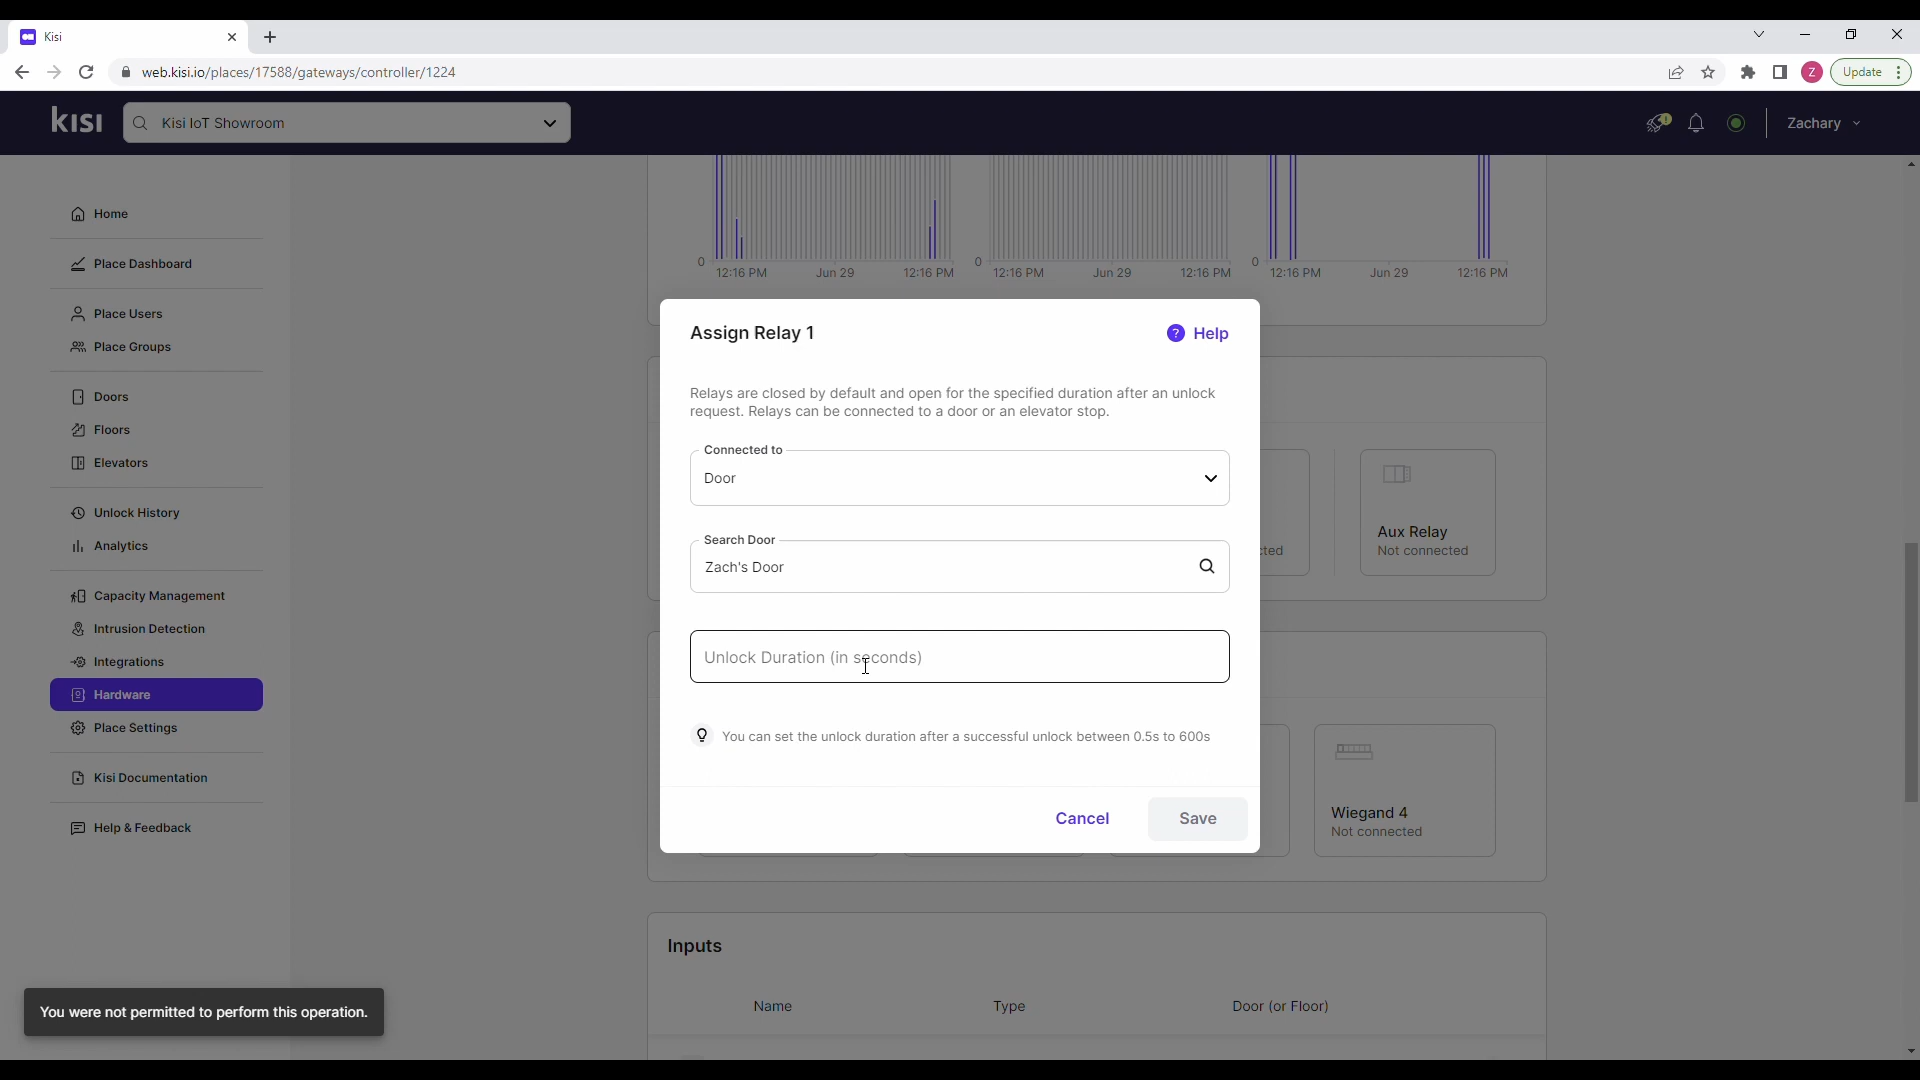 Kisi
web.kisi.io/places/17588/gateways/controller/1224
Z
Update
kisi
Kisi IoT Showroom
Zachary
Home
Place Dashboard
Place Users
Place Groups
Doors
Floors
Elevators
Unlock History
Analytics
Capacity Management
Intrusion Detection
Integrations
Hardware
Place Settings
Kisi Documentation
Help & Feedback
0
12:16 PM Jun 29 12:16 PM
0
12:16 PM Jun 29 12:16 PM
0
12:16 PM Jun 29 12:16 PM
Assign Relay 1
? Help
Relays are closed by default and open for the specified duration after an unlock
request. Relays can be connected to a door or an elevator stop.
Connected to
Door
Search Door
Zach's Door
Unlock Duration (in seconds)
You can set the unlock duration after a successful unlock between 0.5s to 600s
Cancel
Save
Aux Relay
Not connected
Wiegand 4
Not connected
Inputs
Name Type Door (or Floor)
You were not permitted to perform this operation.